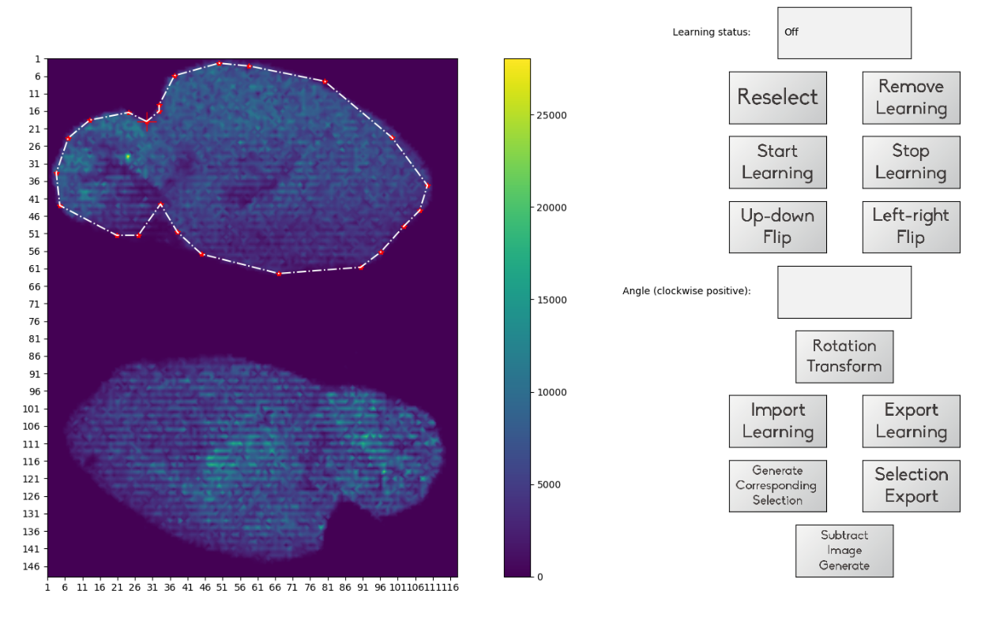 Learning status: Off
Reselect
Remove
Learning
Start
Learning
Stop
Learning
Up-down
Flip
Left-right
Flip
Angle (clockwise positive):
Rotation
Transform
Import
Learning
Export
Learning
Generate
Corresponding
Selection
Selection
Export
Subtract
Image
Generate
1
6
11
16
21
26
31
36
41
46
51
56
61
66
71
76
81
86
91
96
101
106
111
116
121
126
131
136
141
146
1 6 11 16 21 26 31 36 41 46 51 56 61 66 71 76 81 86 91 96 101 106 111 116
25000
20000
15000
10000
5000
0